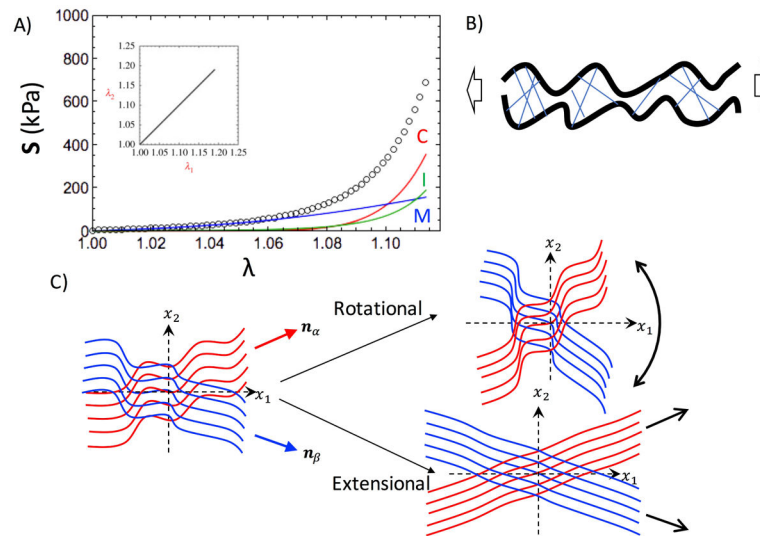 A)
1000
800
600
400
200
0
S (kPa)
1.25
1.20
1.15
1.10
1.05
1.00
λ₂
1.00 1.05 1.10 1.15 1.20 1.25
λ₁
C
I
M
1.00 1.02 1.04 1.06 1.08 1.10
λ
B)
C)
x₂
nα
x₁
nβ
Rotational
Extensional
x₂
x₁
x₂
x₁